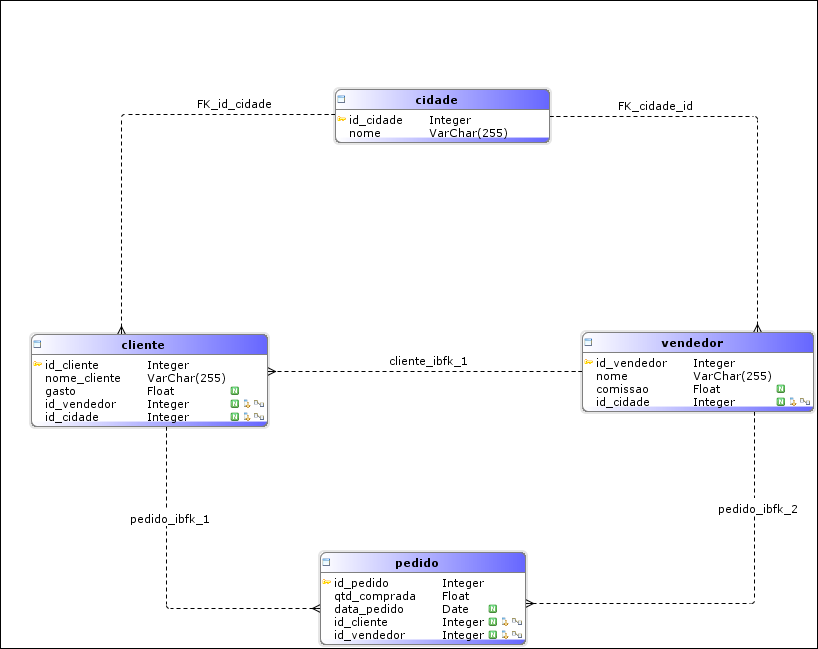 FK_id_cidade
FK_cidade_id
cidade
id_cidade Integer
nome VarChar(255)
cliente
id_cliente Integer
nome_cliente VarChar(255)
gasto Float N
id_vendedor Integer N
id_cidade Integer N
cliente_ibfk_1
vendedor
id_vendedor Integer
nome VarChar(255)
comissao Float N
id_cidade Integer N
pedido_ibfk_1
pedido_ibfk_2
pedido
id_pedido Integer
qtd_comprada Float
data_pedido Date N
id_cliente Integer N
id_vendedor Integer N